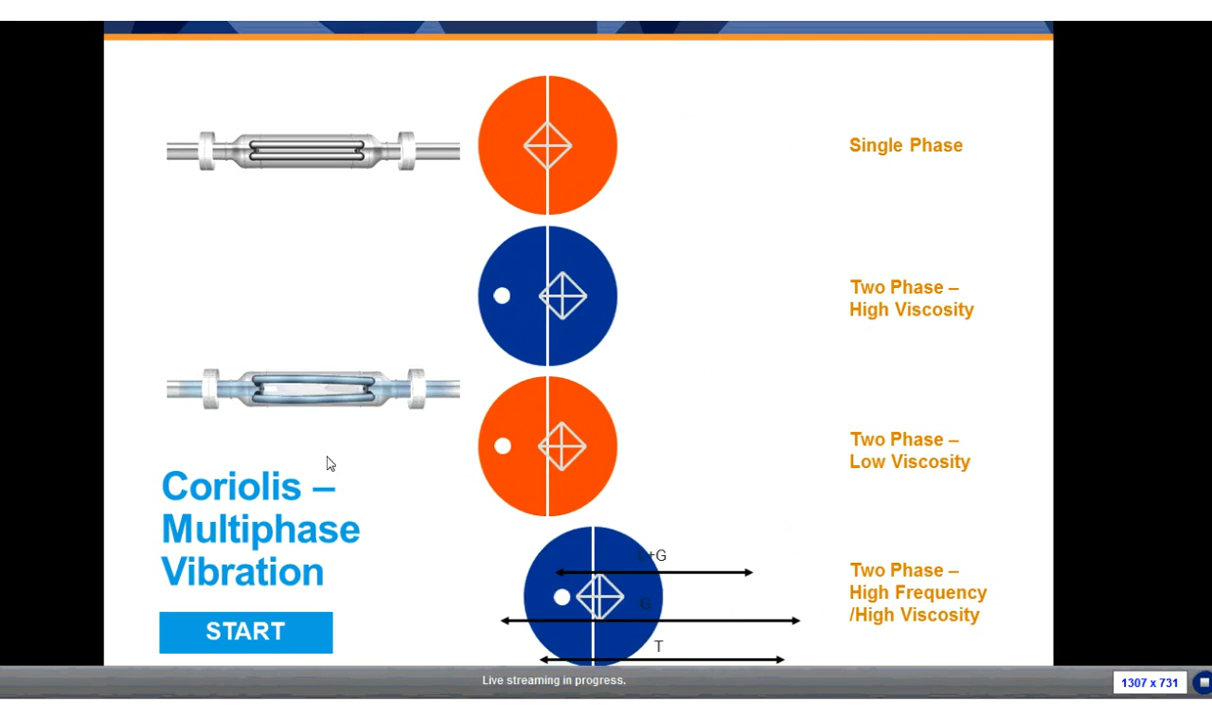 Single Phase
Two Phase –
High Viscosity
Two Phase –
Low Viscosity
Coriolis –
Multiphase
Vibration
START
G
T
Two Phase –
High Frequency
/High Viscosity
Live streaming in progress.
1307 x 731